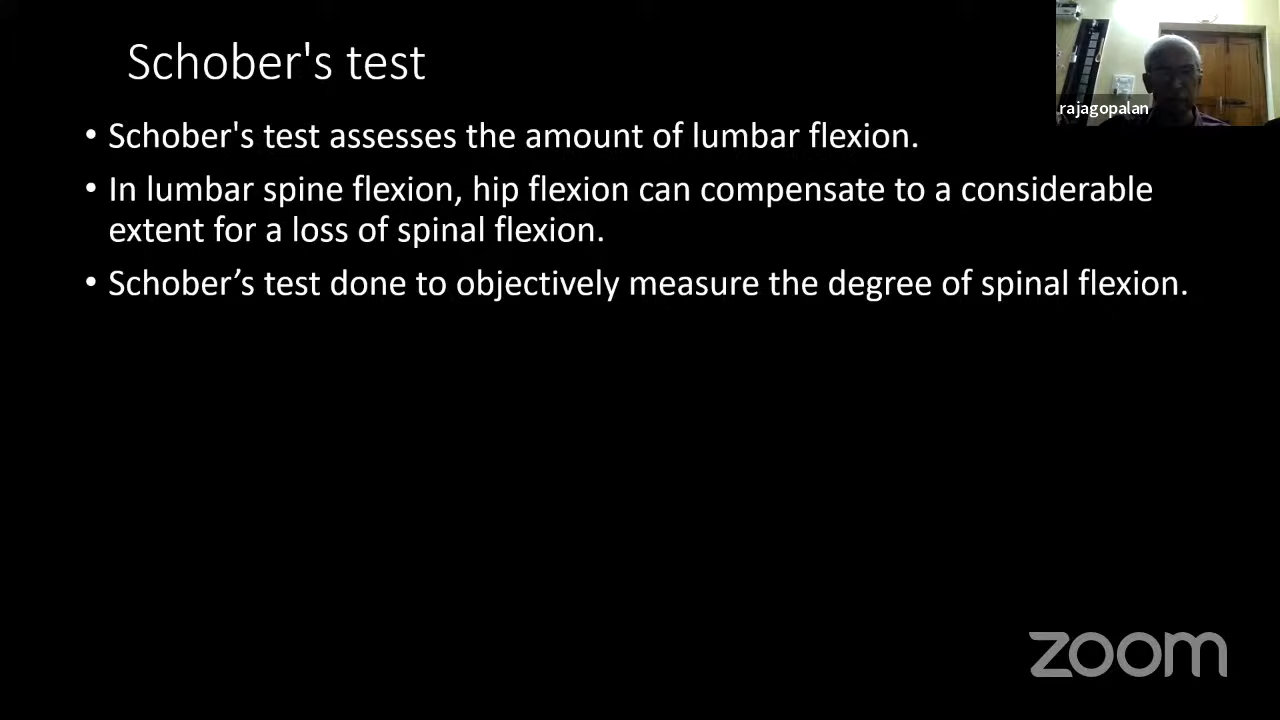 Schober's test
rajagopalan
• Schober's test assesses the amount of lumbar flexion.
• In lumbar spine flexion, hip flexion can compensate to a considerable
extent for a loss of spinal flexion.
• Schober’s test done to objectively measure the degree of spinal flexion.
zoom